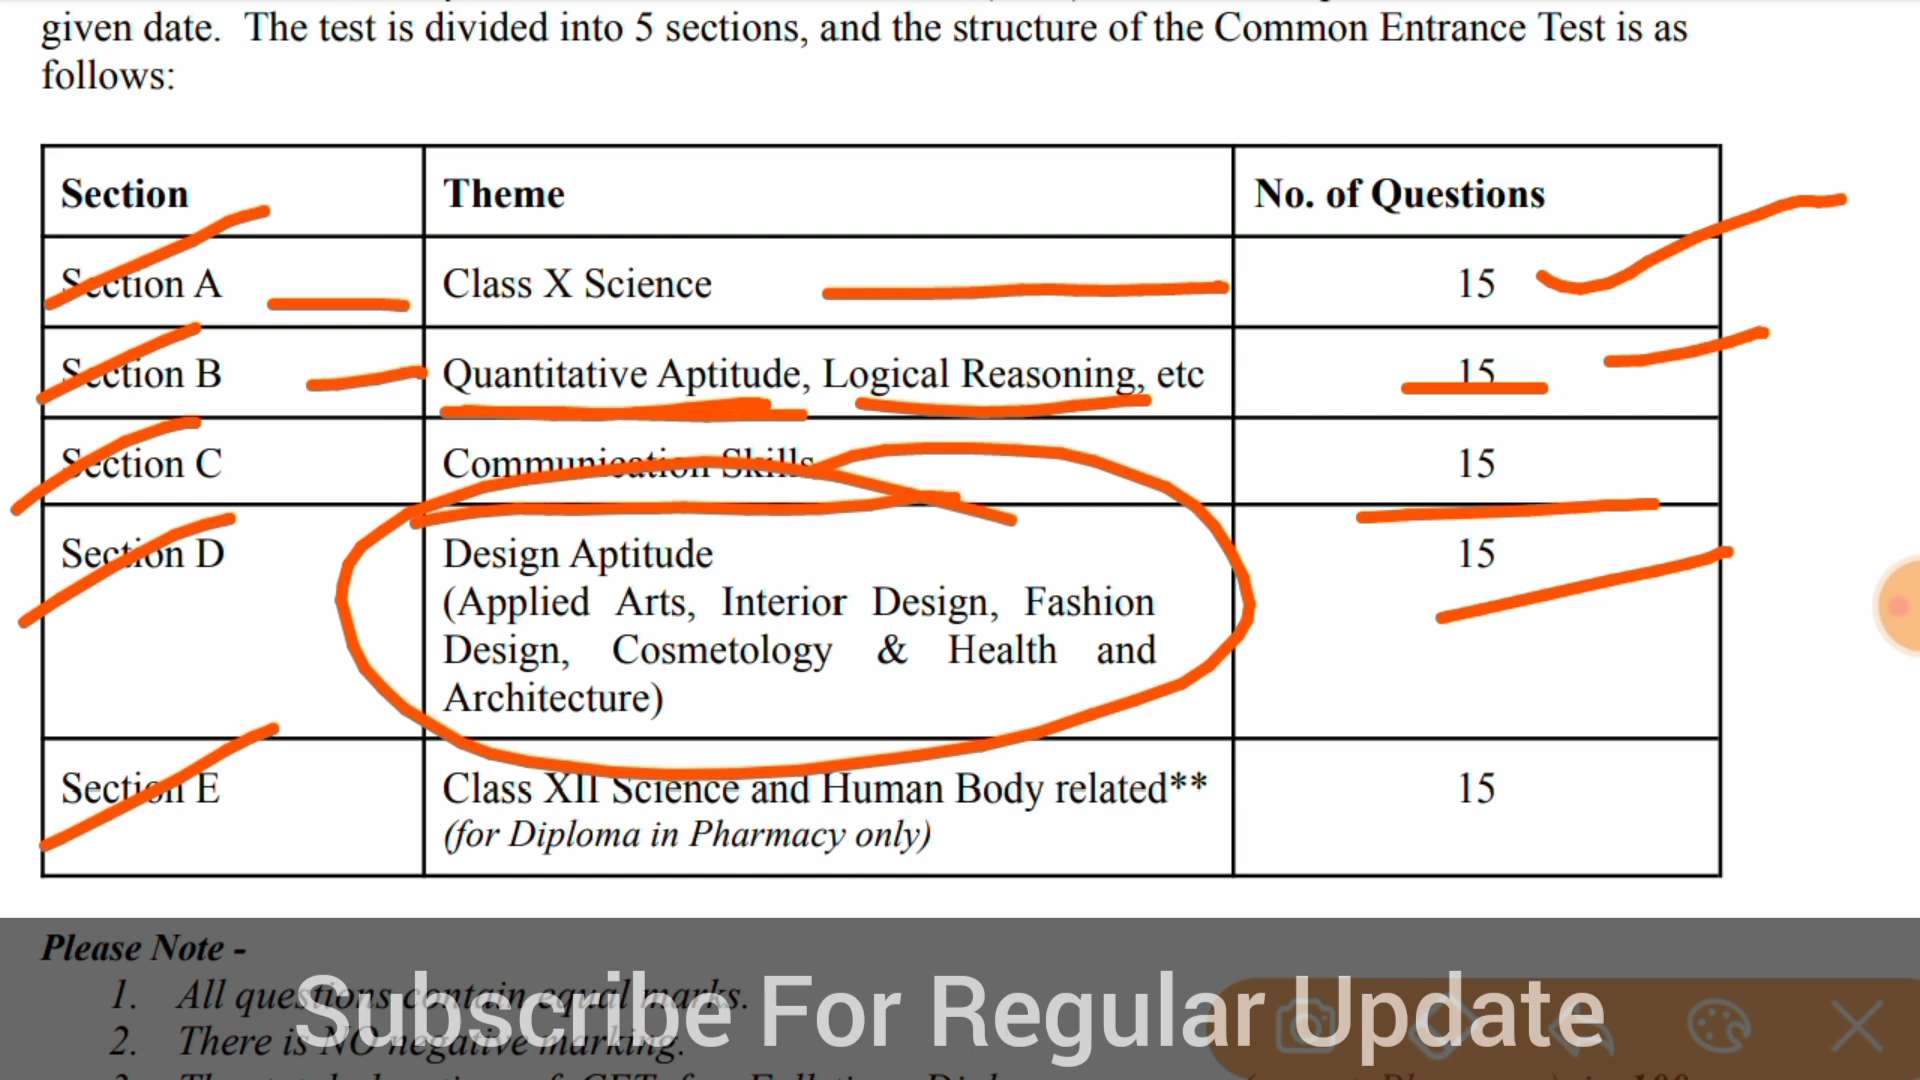 given date. The test is divided into 5 sections, and the structure of the Common Entrance Test is as
follows:
Section Theme No. of Questions
Section A Class X Science 15
Section B Quantitative Aptitude, Logical Reasoning, etc 15
Section C Communication Skills 15
Section D Design Aptitude 15
(Applied Arts, Interior Design, Fashion
Design, Cosmetology & Health and
Architecture)
Section E Class XII Science and Human Body related** 15
(for Diploma in Pharmacy only)
Please Note -
1. All questions contain equal marks.
2. There is NO negative marking.
Subscribe For Regular Update